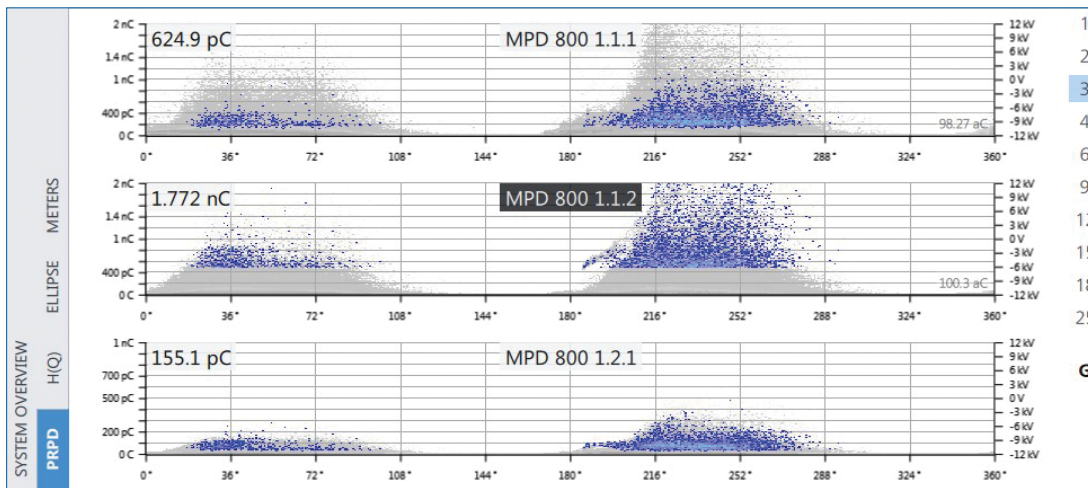 SYSTEM OVERVIEW
PRPD
H(Q)
ELLIPSE
METERS
624.9 pC
MPD 800 1.1.1
2 nC
1.4 nC
1 nC
400 pC
0 C
12 kV
9 kV
6 kV
3 kV
0 V
-3 kV
-6 kV
-9 kV
-12 kV
98.27 aC
0° 36° 72° 108° 144° 180° 216° 252° 288° 324° 360°
1.772 nC
MPD 800 1.1.2
2 nC
1.4 nC
1 nC
400 pC
0 C
12 kV
9 kV
6 kV
3 kV
0 V
-3 kV
-6 kV
-9 kV
-12 kV
100.3 aC
0° 36° 72° 108° 144° 180° 216° 252° 288° 324° 360°
155.1 pC
MPD 800 1.2.1
1 nC
700 pC
500 pC
200 pC
0 C
12 kV
9 kV
6 kV
3 kV
0 V
-3 kV
-6 kV
-9 kV
-12 kV
0° 36° 72° 108° 144° 180° 216° 252° 288° 324° 360°
1
2
3
4
6
9